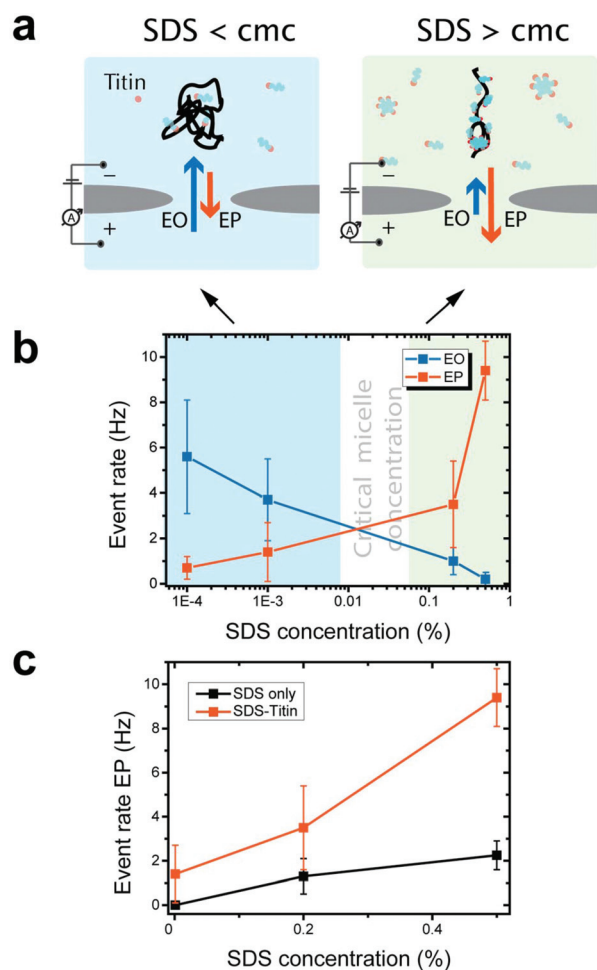 a
SDS < cmc
SDS > cmc
Titin
−
A
+
EO
EP
−
A
+
EO
EP
b
EO
EP
Critical micelle
concentration
Event rate (Hz)
10
8
6
4
2
0
1E-4
1E-3
0.01
0.1
1
SDS concentration (%)
c
SDS only
SDS-Titin
Event rate EP (Hz)
10
8
6
4
2
0
0
0.2
0.4
SDS concentration (%)